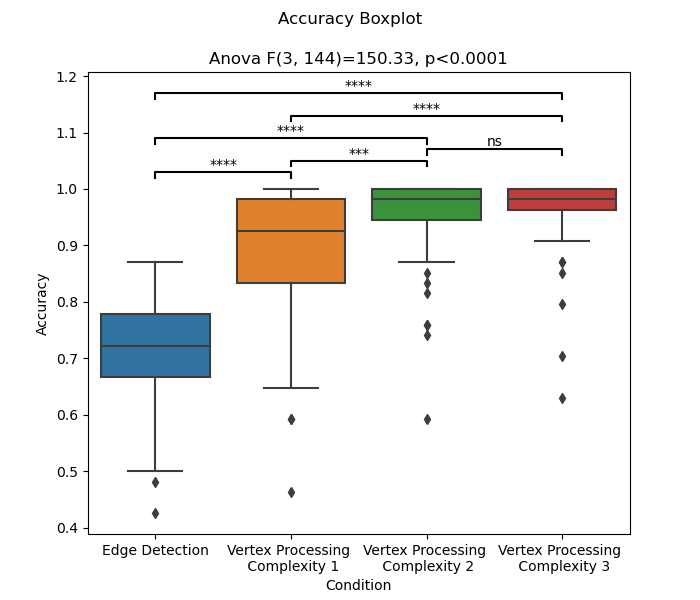 Accuracy Boxplot
Anova F(3, 144)=150.33, p<0.0001
1.2
1.1
1.0
0.9
0.8
0.7
0.6
0.5
0.4
Accuracy
****
****
****
ns
***
****
Edge Detection
Vertex Processing
Complexity 1
Vertex Processing
Complexity 2
Vertex Processing
Complexity 3
Condition